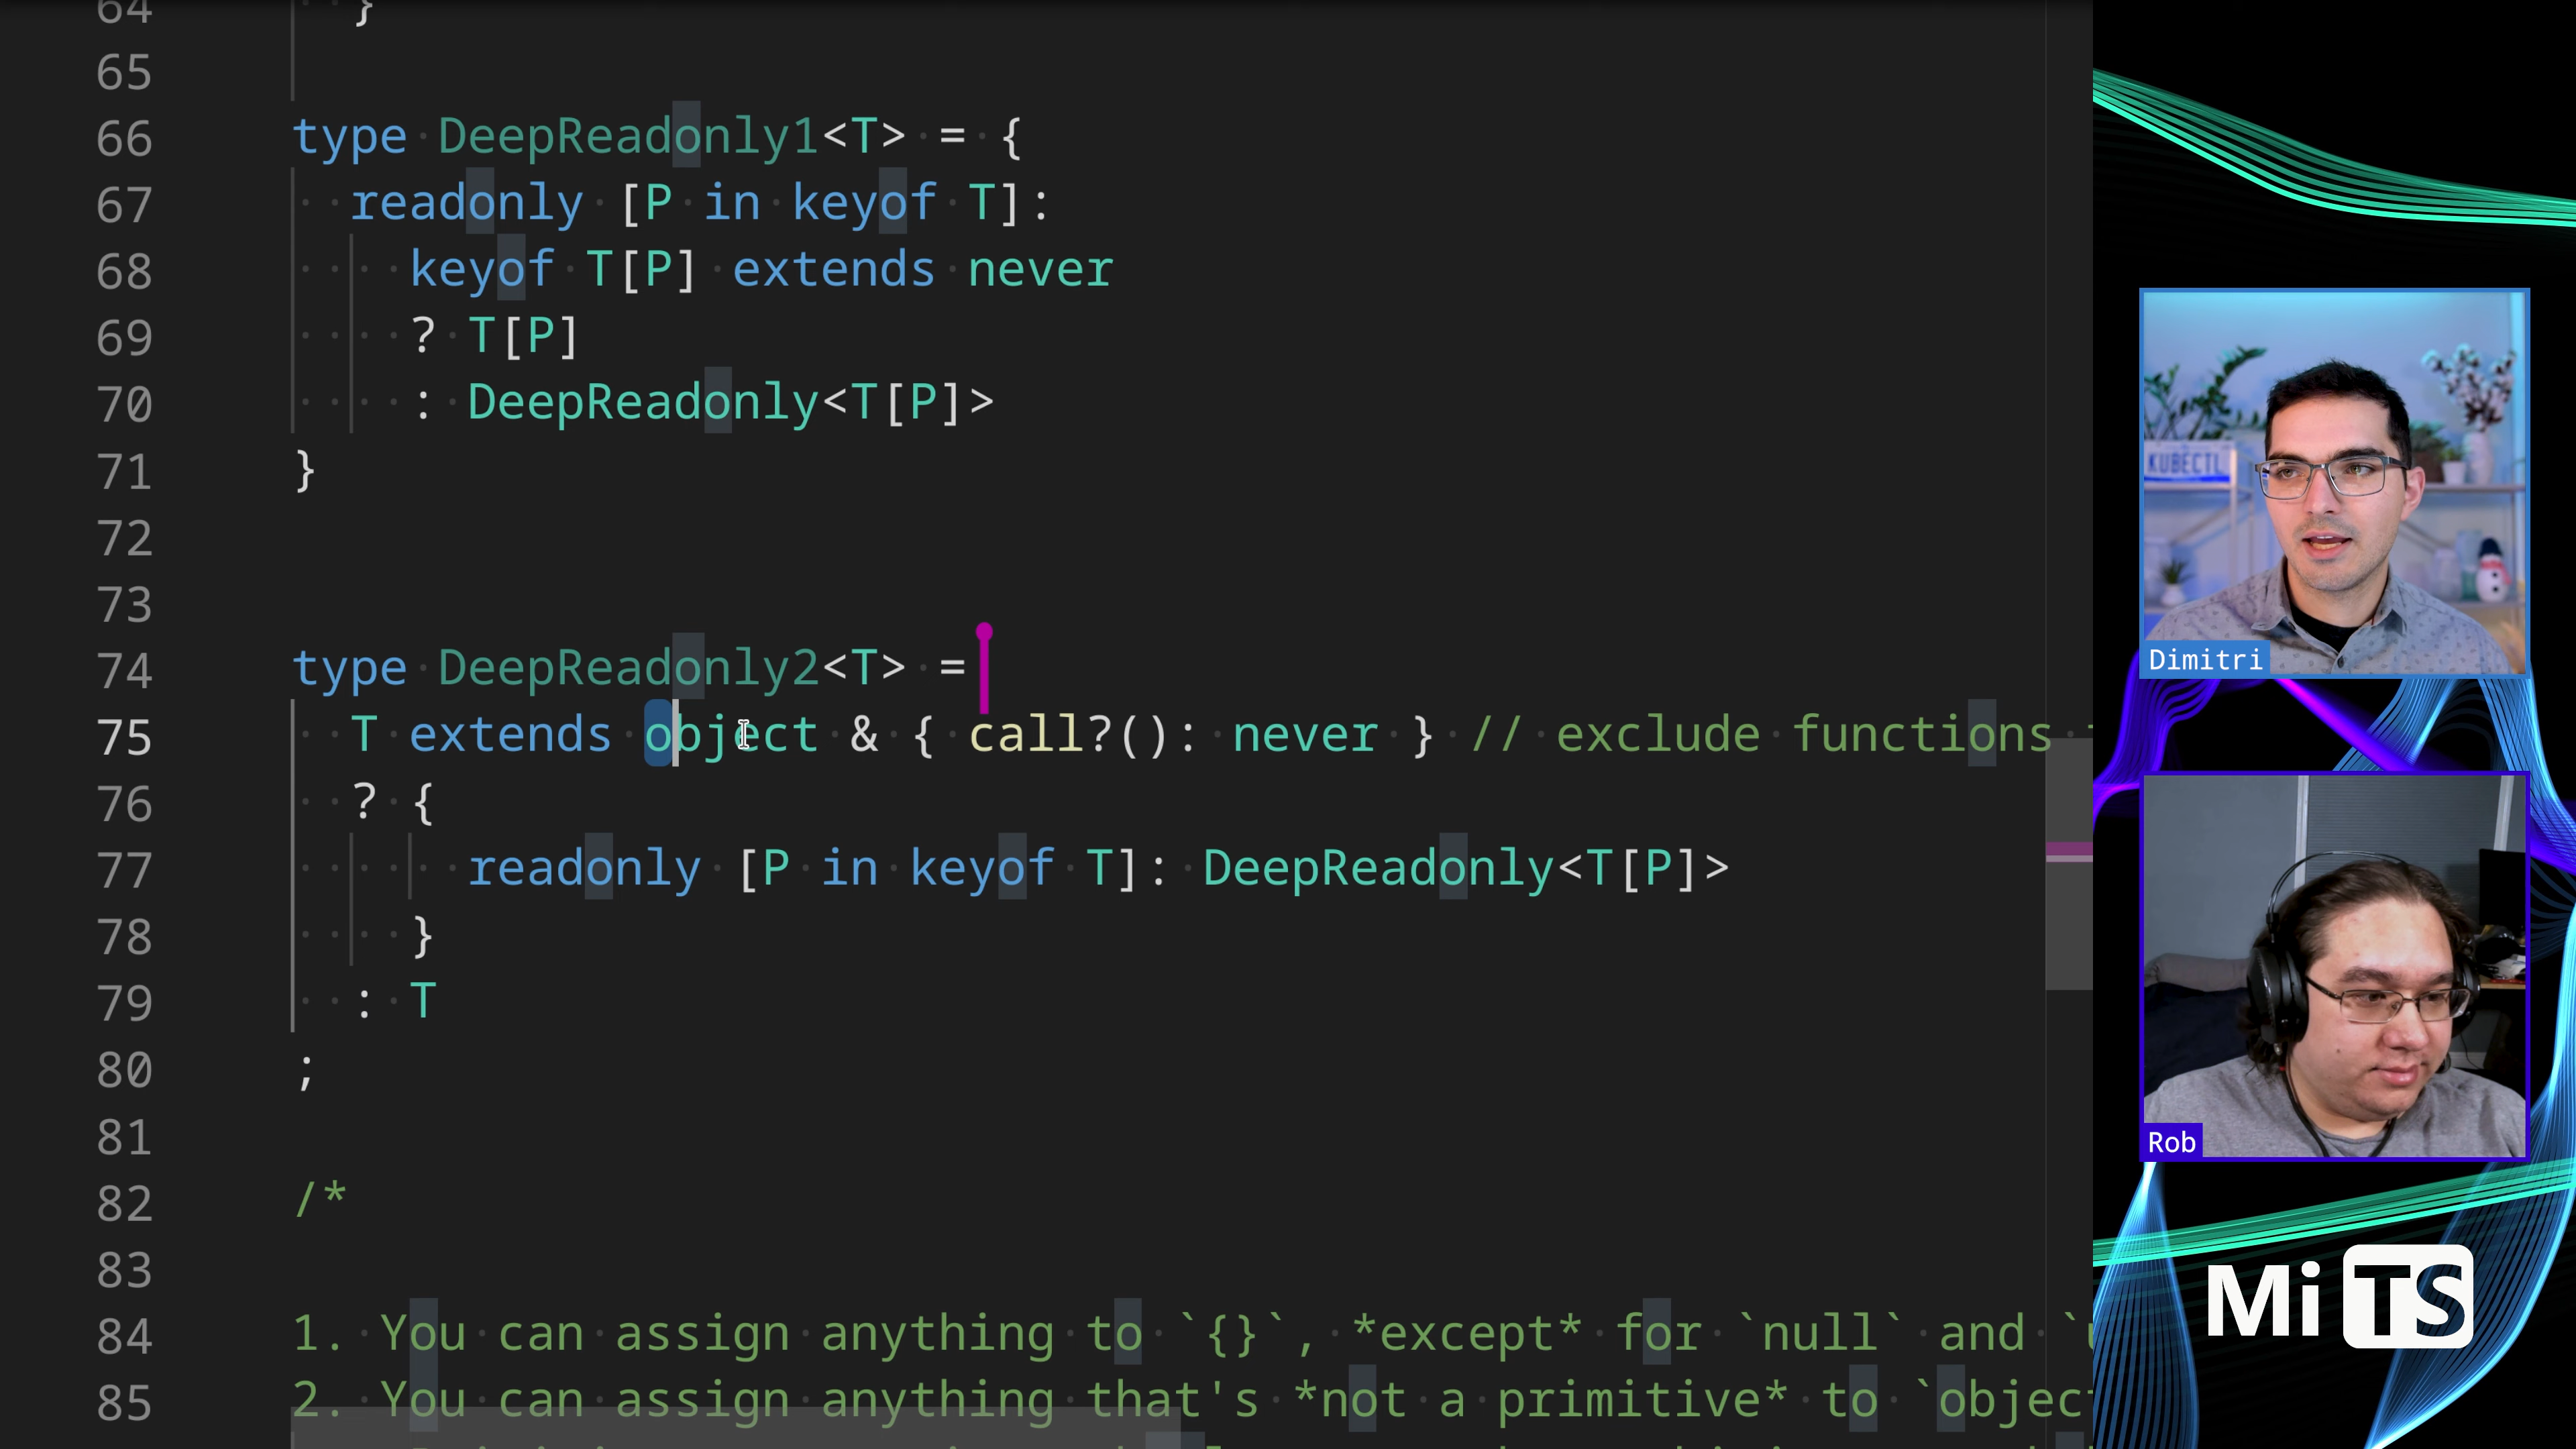 64 }
65
66 type DeepReadonly1<T> = {
67 readonly [P in keyof T]:
68 keyof T[P] extends never
69 ? T[P]
70 : DeepReadonly<T[P]>
71 }
72
73
74 type DeepReadonly2<T> =
75 T extends object & { call?(): never } // exclude functions
76 ? {
77 readonly [P in keyof T]: DeepReadonly<T[P]>
78 }
79 : T
80 ;
81
82 /*
83
84 1. You can assign anything to `{}`, *except* for `null` and `
85 2. You can assign anything that's *not a primitive* to `objec
KUBECTL
Dimitri
Rob
Mi TS